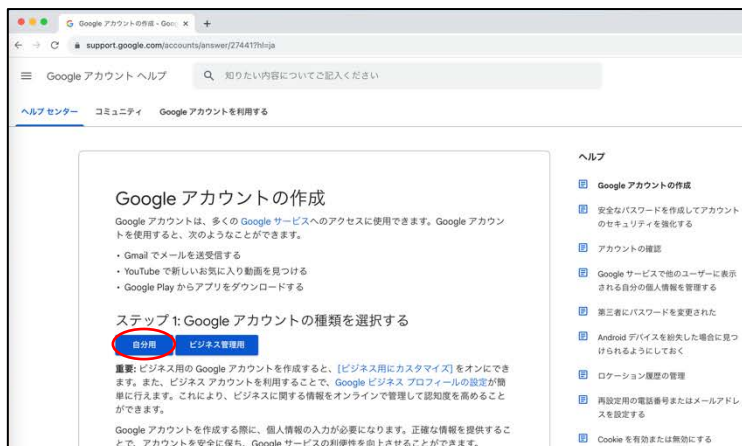 Google アカウントの作成 - Goog
support.google.com/accounts/answer/27441?hl=ja
Google アカウント ヘルプ
知りたい内容についてご記入ください
ヘルプ センター コミュニティ Google アカウントを利用する
Google アカウントの作成
Google アカウントは、多くの Google サービスへのアクセスに使用できます。Google アカウン
トを使用すると、次のようなことができます。
・Gmail でメールを送受信する
・YouTube で新しいお気に入り動画を見つける
・Google Play からアプリをダウンロードする
ステップ 1: Google アカウントの種類を選択する
自分用 ビジネス管理用
重要: ビジネス用の Google アカウントを作成すると、[ビジネス用にカスタマイズ] をオンにでき
ます。また、ビジネス アカウントを利用することで、Google ビジネス プロフィールの設定が簡
単に行えます。これにより、ビジネスに関する情報をオンラインで管理して認知度を高めること
ができます。
Google アカウントを作成する際に、個人情報の入力が必要になります。正確な情報を提供するこ
とで、アカウントを安全に保ち、Google サービスの利便性を向上させることができます。
ヘルプ
Google アカウントの作成
安全なパスワードを作成してアカウント
のセキュリティを強化する
アカウントの確認
Google サービスで他のユーザーに表示
される自分の個人情報を管理する
第三者にパスワードを変更された
Android デバイスを紛失した場合に見つ
けられるようにしておく
ロケーション履歴の管理
再設定用の電話番号またはメールアドレ
スを設定する
Cookie を有効または無効にする